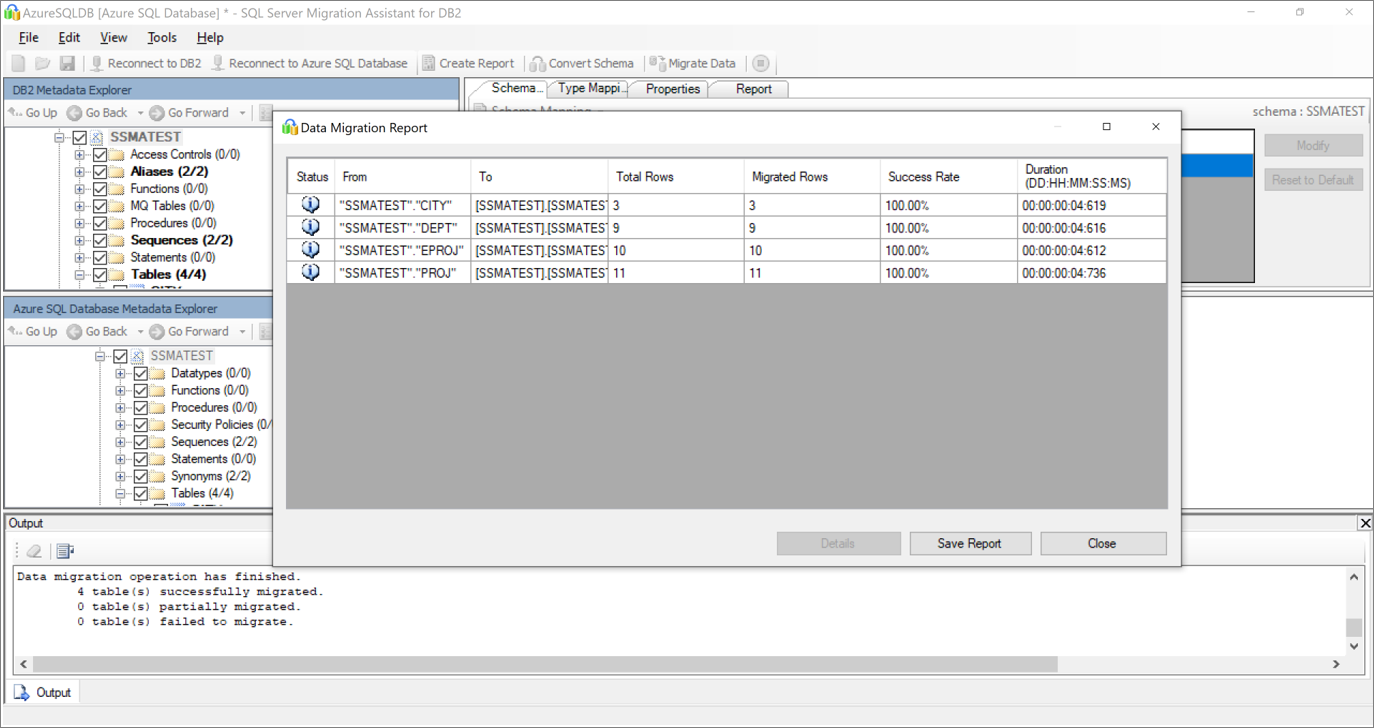 AzureSQLDB [Azure SQL Database] * - SQL Server Migration Assistant for DB2
File Edit View Tools Help
Reconnect to DB2 Reconnect to Azure SQL Database Create Report Convert Schema Migrate Data
DB2 Metadata Explorer
Go Up Go Back Go Forward
SSMATEST
Access Controls (0/0)
Aliases (2/2)
Functions (0/0)
MQ Tables (0/0)
Procedures (0/0)
Sequences (2/2)
Statements (0/0)
Tables (4/4)
Schema... Type Mappi... Properties Report
Schema Mapping
schema : SSMATEST
Modify
Reset to Default
Data Migration Report
Status From To Total Rows Migrated Rows Success Rate Duration
(DD:HH:MM:SS:MS)
"SSMATEST"."CITY" [SSMATEST].[SSMATEST 3 3 100.00% 00:00:00:04:619
"SSMATEST"."DEPT" [SSMATEST].[SSMATEST 9 9 100.00% 00:00:00:04:616
"SSMATEST"."EPROJ" [SSMATEST].[SSMATEST 10 10 100.00% 00:00:00:04:612
"SSMATEST"."PROJ" [SSMATEST].[SSMATEST 11 11 100.00% 00:00:00:04:736
Details Save Report Close
Azure SQL Database Metadata Explorer
Go Up Go Back Go Forward
SSMATEST
Datatypes (0/0)
Functions (0/0)
Procedures (0/0)
Security Policies (0/
Sequences (2/2)
Statements (0/0)
Synonyms (2/2)
Tables (4/4)
Output
Data migration operation has finished.
4 table(s) successfully migrated.
0 table(s) partially migrated.
0 table(s) failed to migrate.
Output